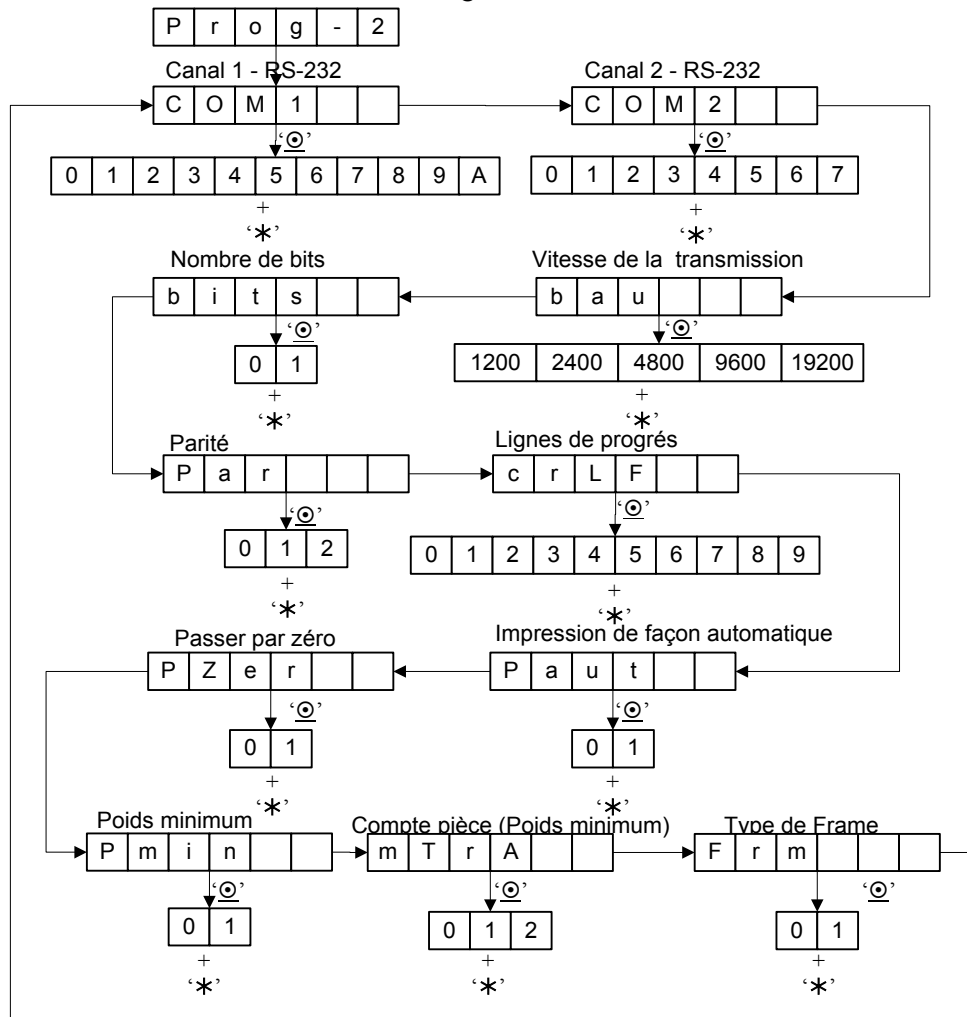 P r o g - 2
Canal 1 - RS-232 Canal 2 - RS-232
C O M 1 C O M 2
‘⊙’ ‘⊙’
0 1 2 3 4 5 6 7 8 9 A 0 1 2 3 4 5 6 7
+ +
‘*’ ‘*’
Nombre de bits Vitesse de la transmission
b i t s b a u
‘⊙’ ‘⊙’
0 1 1200 2400 4800 9600 19200
+ +
‘*’ ‘*’
Parité Lignes de progrés
P a r c r L F
‘⊙’ ‘⊙’
0 1 2 0 1 2 3 4 5 6 7 8 9
+ +
‘*’ ‘*’
Passer par zéro Impression de façon automatique
P Z e r P a u t
‘⊙’ ‘⊙’
0 1 0 1
+ +
‘*’ ‘*’
Poids minimum Compte pièce (Poids minimum) Type de Frame
P m i n m T r A F r m
‘⊙’ ‘⊙’ ‘⊙’
0 1 0 1 2 0 1
+ + +
‘*’ ‘*’ ‘*’